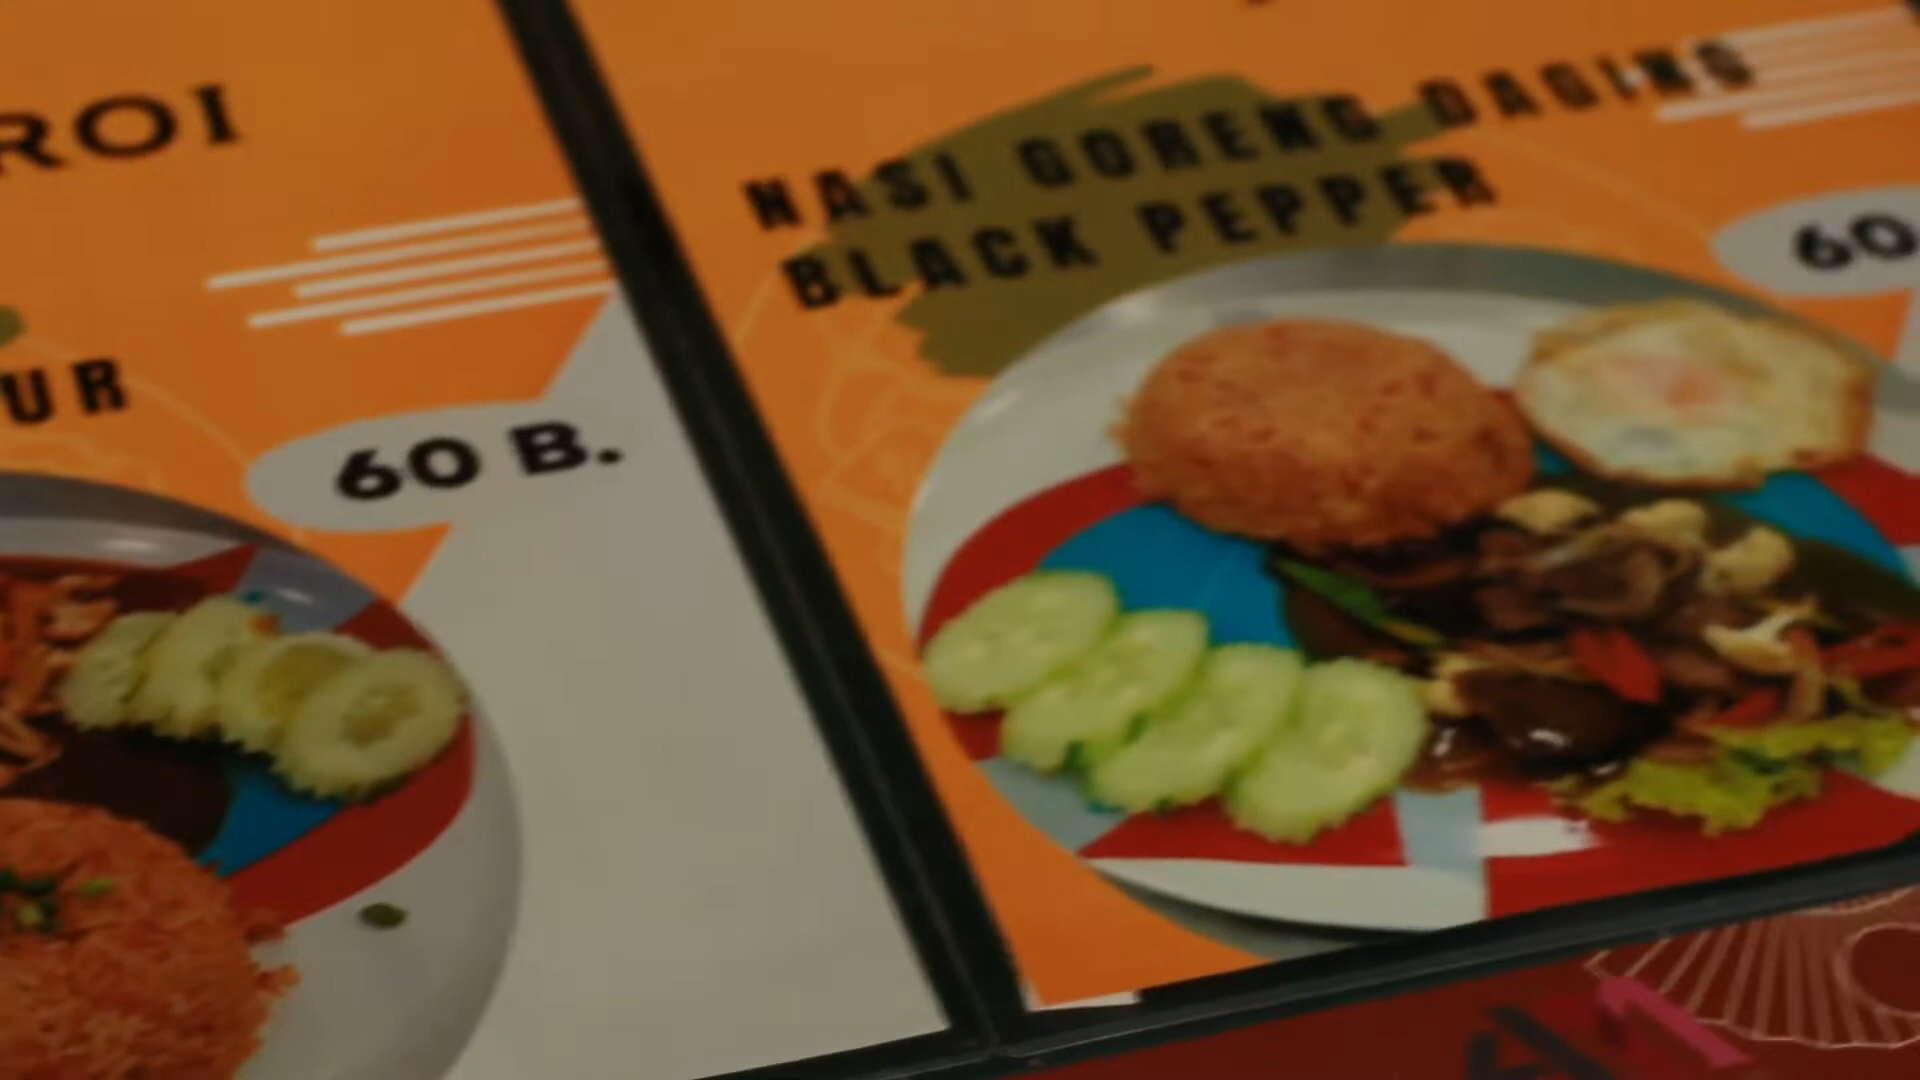 ROI
UR
60 B.
NASI GORENG DAGING
BLACK PEPPER
60